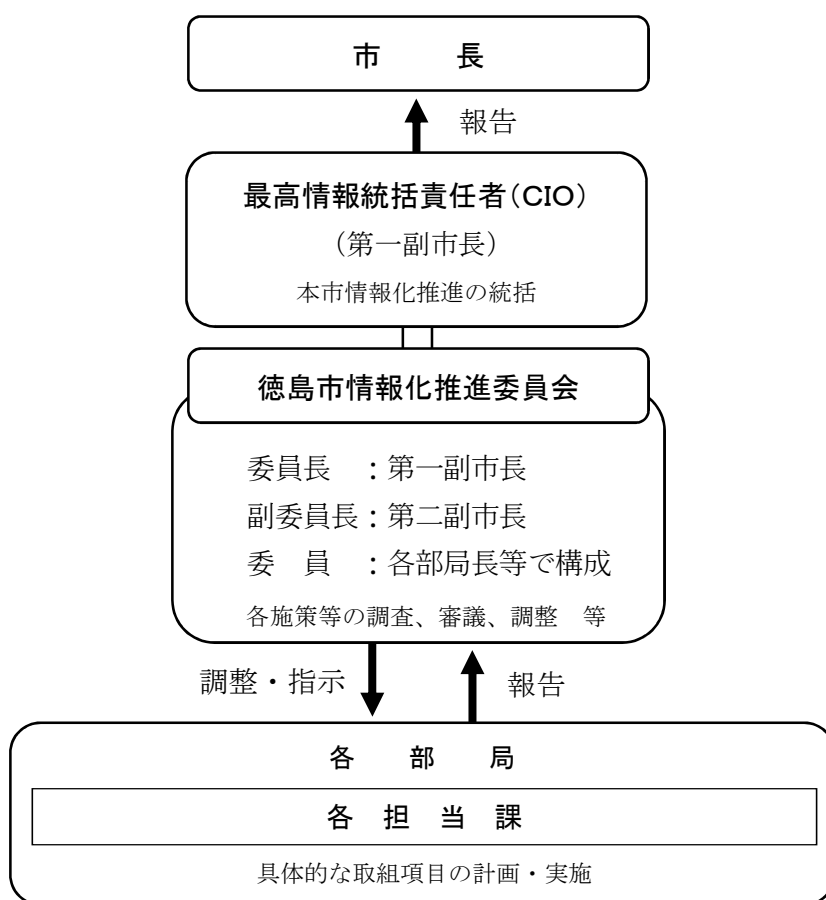 市　　長
報告
最高情報統括責任者（CIO）
（第一副市長）
本市情報化推進の統括
徳島市情報化推進委員会
委員長　：第一副市長
副委員長：第二副市長
委　員　：各部局長等で構成
各施策等の調査、審議、調整　等
調整・指示
報告
各　部　局
各　担　当　課
具体的な取組項目の計画・実施